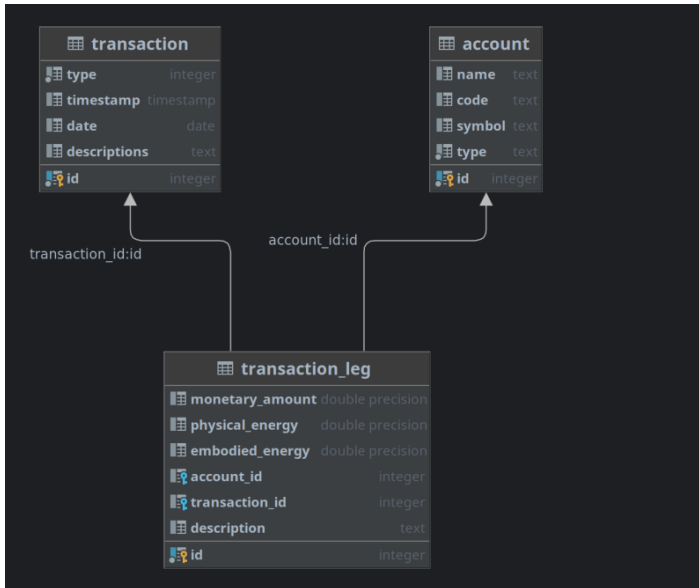 transaction
type integer
timestamp timestamp
date date
descriptions text
id integer
account
name text
code text
symbol text
type text
id integer
transaction_id:id
account_id:id
transaction_leg
monetary_amount double precision
physical_energy double precision
embodied_energy double precision
account_id integer
transaction_id integer
description text
id integer